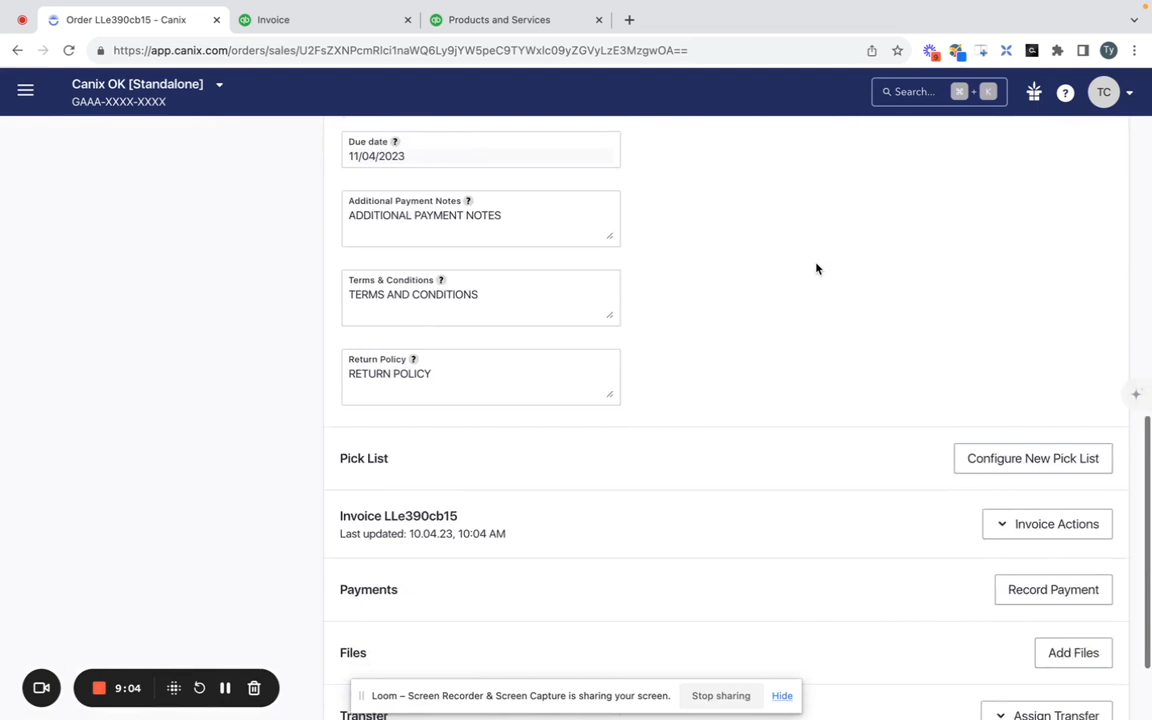 Order LLe390cb15 - Canix
Invoice
Products and Services
https://app.canix.com/orders/sales/U2FsZXNPcmRlci1naWQ6Ly9jYW5peC9TYWxlc09yZGVyLzE3MzgwOA==
Ty
Canix OK [Standalone]
GAAA-XXXX-XXXX
Search... ⌘ + K
?
TC
Due date ?
11/04/2023
Additional Payment Notes ?
ADDITIONAL PAYMENT NOTES
Terms & Conditions ?
TERMS AND CONDITIONS
Return Policy ?
RETURN POLICY
Pick List
Configure New Pick List
Invoice LLe390cb15
Last updated: 10.04.23, 10:04 AM
Invoice Actions
Payments
Record Payment
Files
Add Files
9:04
Loom – Screen Recorder & Screen Capture is sharing your screen.
Stop sharing
Hide
Transfer
Assign Transfer